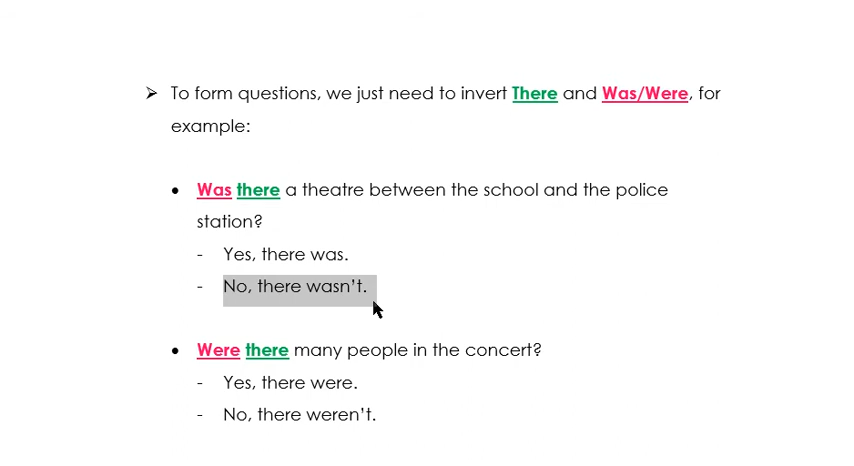 ➢ To form questions, we just need to invert There and Was/Were, for
example:
• Was there a theatre between the school and the police
station?
- Yes, there was.
- No, there wasn’t.
• Were there many people in the concert?
- Yes, there were.
- No, there weren’t.